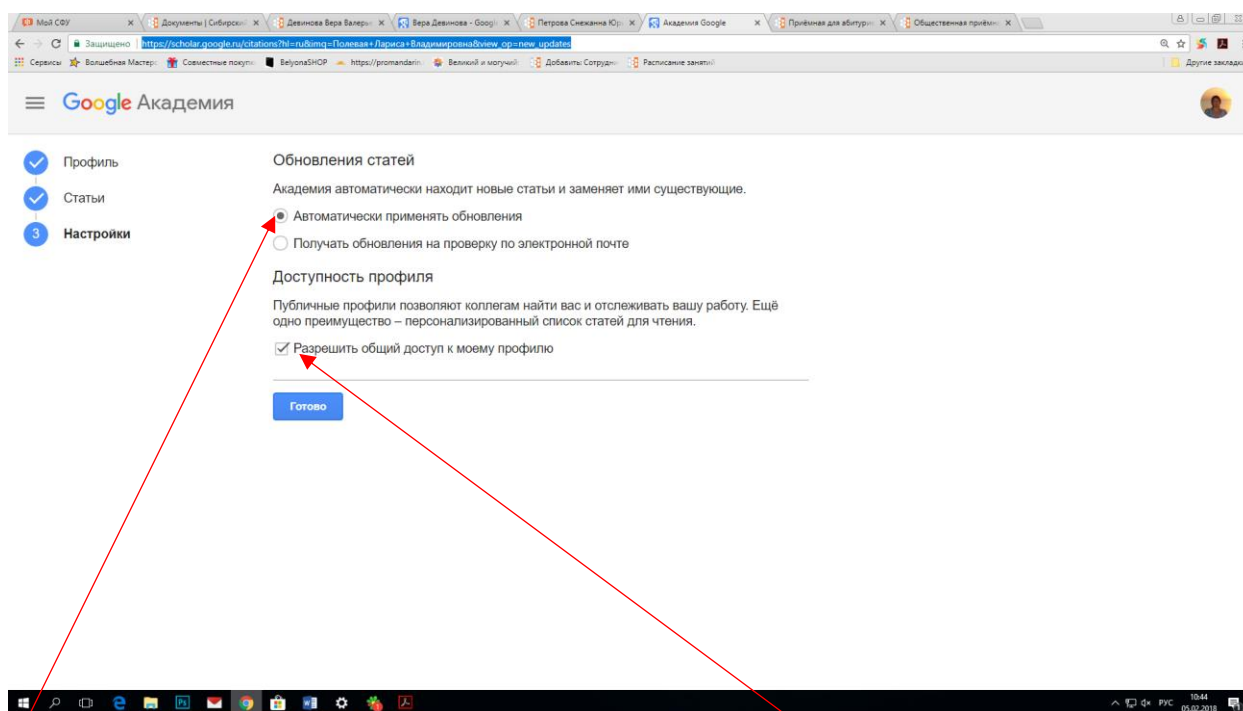 Мой СФУ
Документы | Сибирски
Девинова Вера Валерь
Вера Девинова - Googl
Петрова Снежанна Юр
Академия Google
Приёмная для абитури
Общественная приёмн
Защищено
https://scholar.google.ru/citations?hl=ru&imq=Полевая+Лариса+Владимировна&view_op=new_updates
Сервисы
Волшебная Мастерс
Совместные покупк
BelyonaSHOP
https://promandarin.
Великий и могучий
Добавить: Сотрудни
Расписание занятий
Другие закладки
Google Академия
Профиль
Статьи
3 Настройки
Обновления статей
Академия автоматически находит новые статьи и заменяет ими существующие.
Автоматически применять обновления
Получать обновления на проверку по электронной почте
Доступность профиля
Публичные профили позволяют коллегам найти вас и отслеживать вашу работу. Ещё
одно преимущество – персонализированный список статей для чтения.
Разрешить общий доступ к моему профилю
Готово
РУС
10:44
05.02.2018